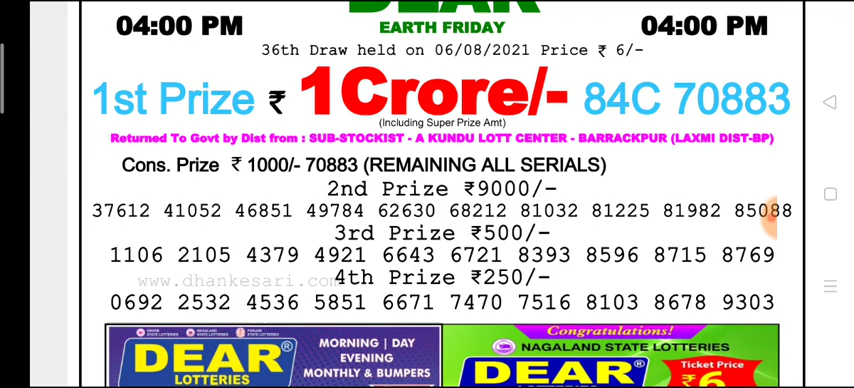 DEAR
04:00 PM EARTH FRIDAY 04:00 PM
36th Draw held on 06/08/2021 Price ₹ 6/-
1st Prize ₹ 1Crore/- 84C 70883
(Including Super Prize Amt)
Returned To Govt by Dist from : SUB-STOCKIST - A KUNDU LOTT CENTER - BARRACKPUR (LAXMI DIST-BP)
Cons. Prize ₹ 1000/- 70883 (REMAINING ALL SERIALS)
2nd Prize ₹9000/-
37612 41052 46851 49784 62630 68212 81032 81225 81982 85088
3rd Prize ₹500/-
1106 2105 4379 4921 6643 6721 8393 8596 8715 8769
www.dhankesari.com
4th Prize ₹250/-
0692 2532 4536 5851 6671 7470 7516 8103 8678 9303
DEAR®
LOTTERIES
MORNING | DAY
EVENING
MONTHLY & BUMPERS
Congratulations!
NAGALAND STATE LOTTERIES
DEAR®
Ticket Price
₹6